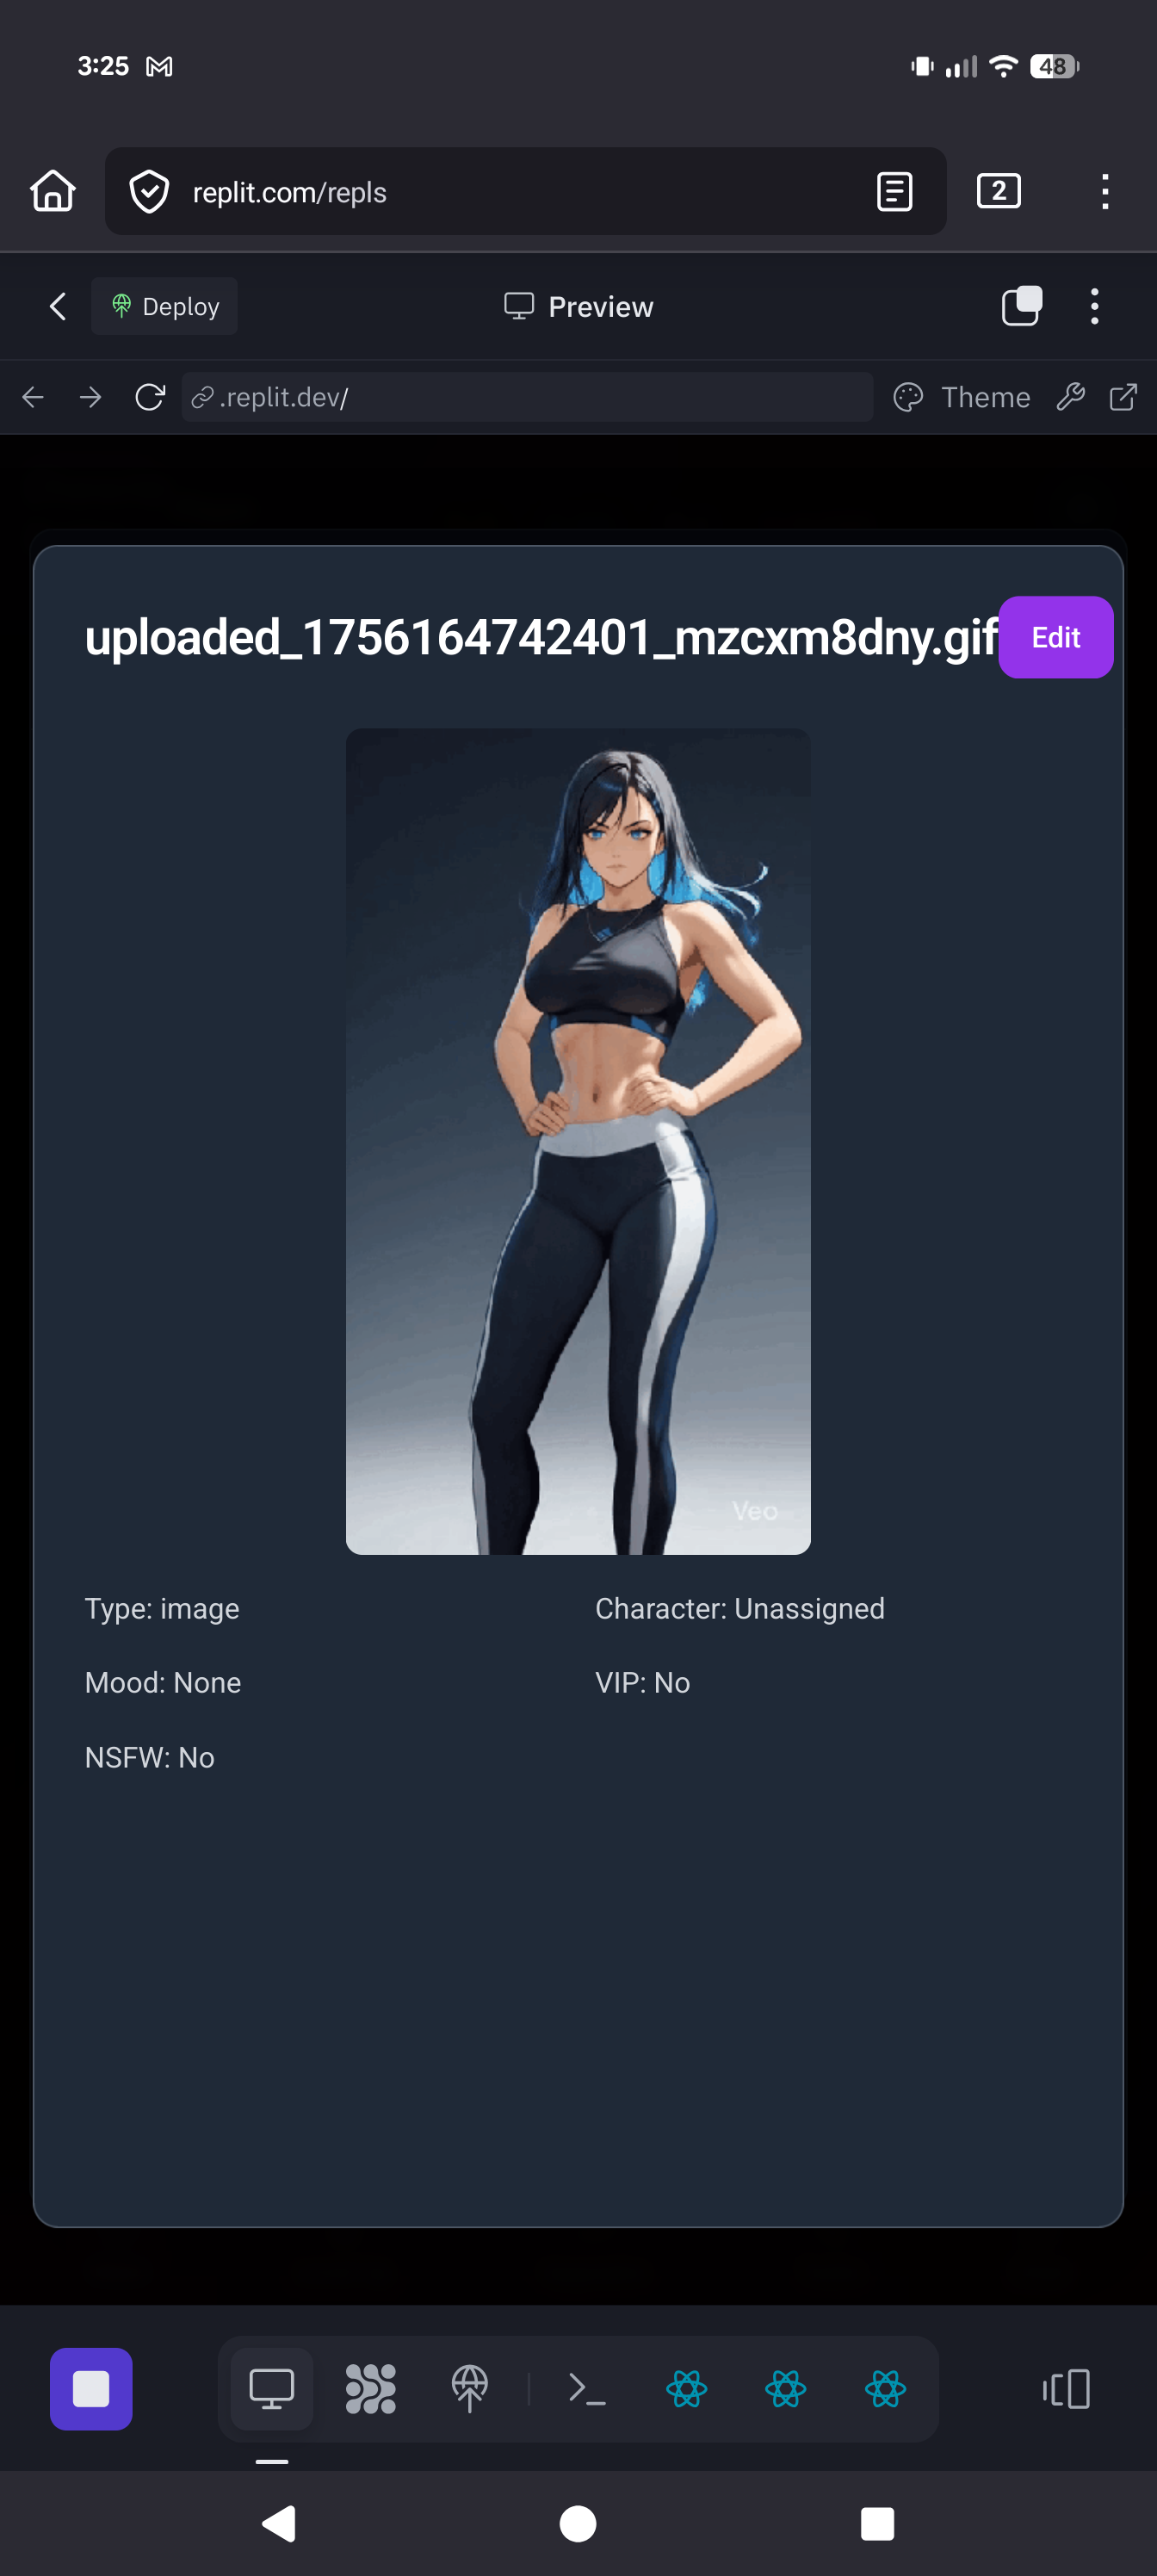 3:25
48
replit.com/repls
2
Deploy
Preview
.replit.dev/
Theme
uploaded_1756164742401_mzcxm8dny.gif
Edit
Veo
Type: image
Character: Unassigned
Mood: None
VIP: No
NSFW: No